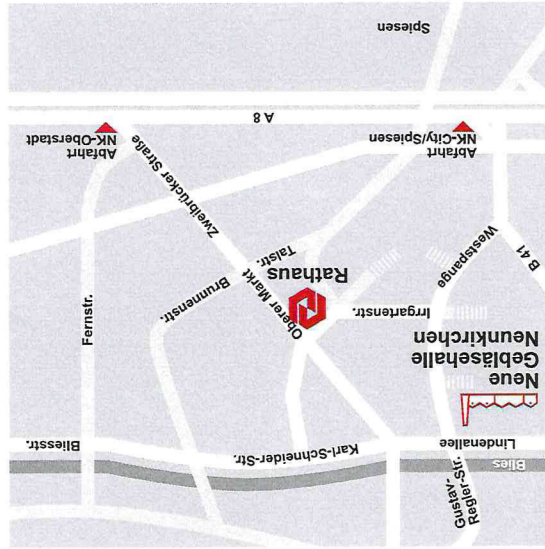 Gustav-
Regler-Str.
Blies
Lindenallee
Karl-Schneider-Str.
Bliesstr.
Neue
Gebläsehalle
Neunkirchen
Irrgartenstr.
Oberer Markt
Rathaus
Brunnenstr.
Fernstr.
Talstr.
Westspange
B 41
Zweibrücker Straße
Abfahrt
NK-City/Spiesen
Abfahrt
NK-Oberstadt
A 8
Spiesen